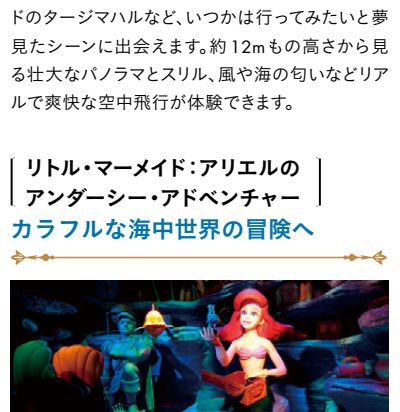 ドのタージマハルなど、いつかは行ってみたいと夢
見たシーンに出会えます。約12mもの高さから見
る壮大なパノラマとスリル、風や海の匂いなどリア
ルで爽快な空中飛行が体験できます。
リトル・マーメイド：アリエルの
アンダーシー・アドベンチャー
カラフルな海中世界の冒険へ